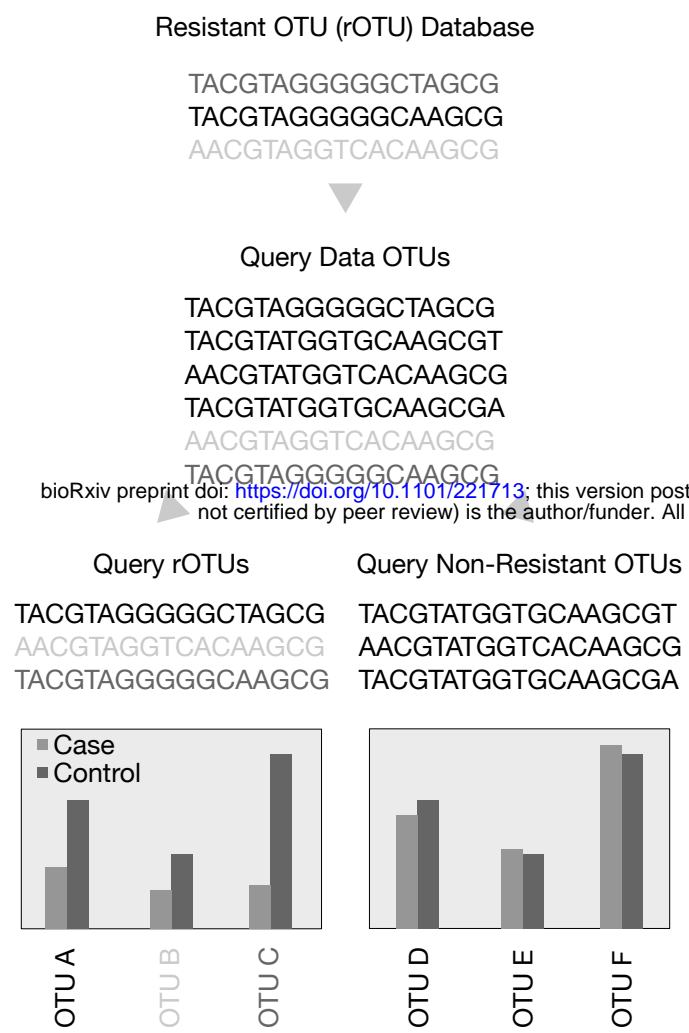 Resistant OTU (rOTU) Database
TACGTAGGGGGCTAGCG
TACGTAGGGGGCAAGCG
AACGTAGGTCACAAGCG
Query Data OTUs
TACGTAGGGGGCTAGCG
TACGTATGGTGCAAGCGT
AACGTATGGTCACAAGCG
TACGTATGGTGCAAGCGA
AACGTAGGTCACAAGCG
TACGTAGGGGGCAAGCG
bioRxiv preprint doi: https://doi.org/10.1101/221713; this version post
not certified by peer review) is the author/funder. All
Query rOTUs
TACGTAGGGGGCTAGCG
AACGTAGGTCACAAGCG
TACGTAGGGGGCAAGCG
Query Non-Resistant OTUs
TACGTATGGTGCAAGCGT
AACGTATGGTCACAAGCG
TACGTATGGTGCAAGCGA
Case
Control
OTU A
OTU B
OTU C
OTU D
OTU E
OTU F